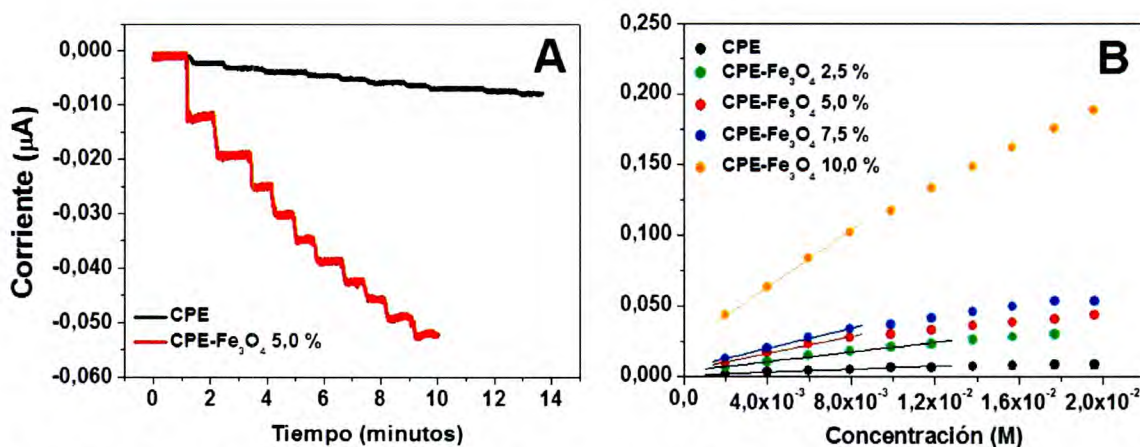 A
0,000
-0,010
-0,020
-0,030
-0,040
-0,050
-0,060
Corriente (µA)
CPE
CPE-Fe₃O₄ 5,0 %
0 2 4 6 8 10 12 14
Tiempo (minutos)
B
0,250
0,200
0,150
0,100
0,050
0,000
CPE
CPE-Fe₃O₄ 2,5 %
CPE-Fe₃O₄ 5,0 %
CPE-Fe₃O₄ 7,5 %
CPE-Fe₃O₄ 10,0 %
0,0 4,0x10⁻³ 8,0x10⁻³ 1,2x10⁻² 1,6x10⁻² 2,0x10⁻²
Concentración (M)